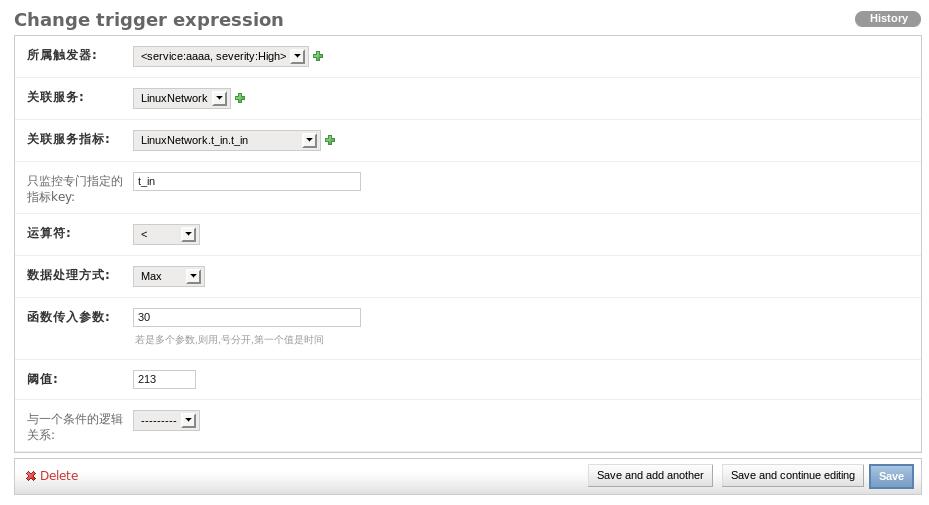 Change trigger expression
History
所属触发器: <service:aaaa, severity:High>
关联服务: LinuxNetwork
关联服务指标: LinuxNetwork.t_in.t_in
只监控专门指定的
指标key: t_in
运算符: <
数据处理方式: Max
函数传入参数: 30
若是多个参数,则用,号分开,第一个值是时间
阈值: 213
与一个条件的逻辑
关系: ---------
Delete Save and add another Save and continue editing Save